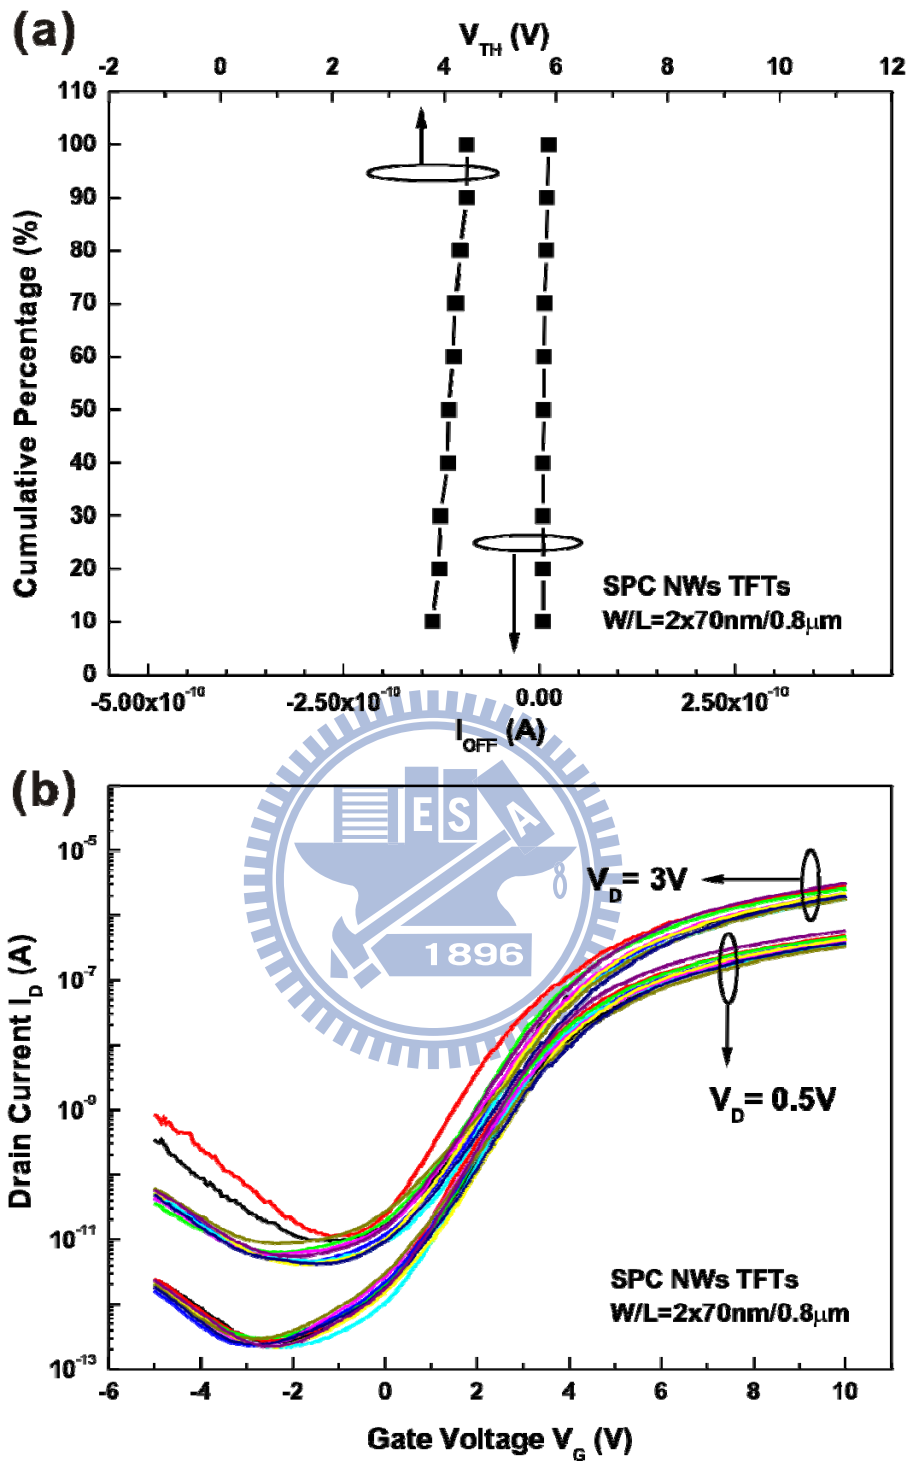 (a)
V_TH (V)
-2 0 2 4 6 8 10 12
110
100
90
80
70
60
50
40
30
20
10
0
Cumulative Percentage (%)
SPC NWs TFTs
W/L=2x70nm/0.8μm
-5.00x10^-10 -2.50x10^-10 0.00 2.50x10^-10
I_OFF (A)
(b)
E S A
1896
10^-5
10^-7
10^-9
10^-11
10^-13
Drain Current I_D (A)
V_D= 3V
V_D= 0.5V
SPC NWs TFTs
W/L=2x70nm/0.8μm
-6 -4 -2 0 2 4 6 8 10
Gate Voltage V_G (V)